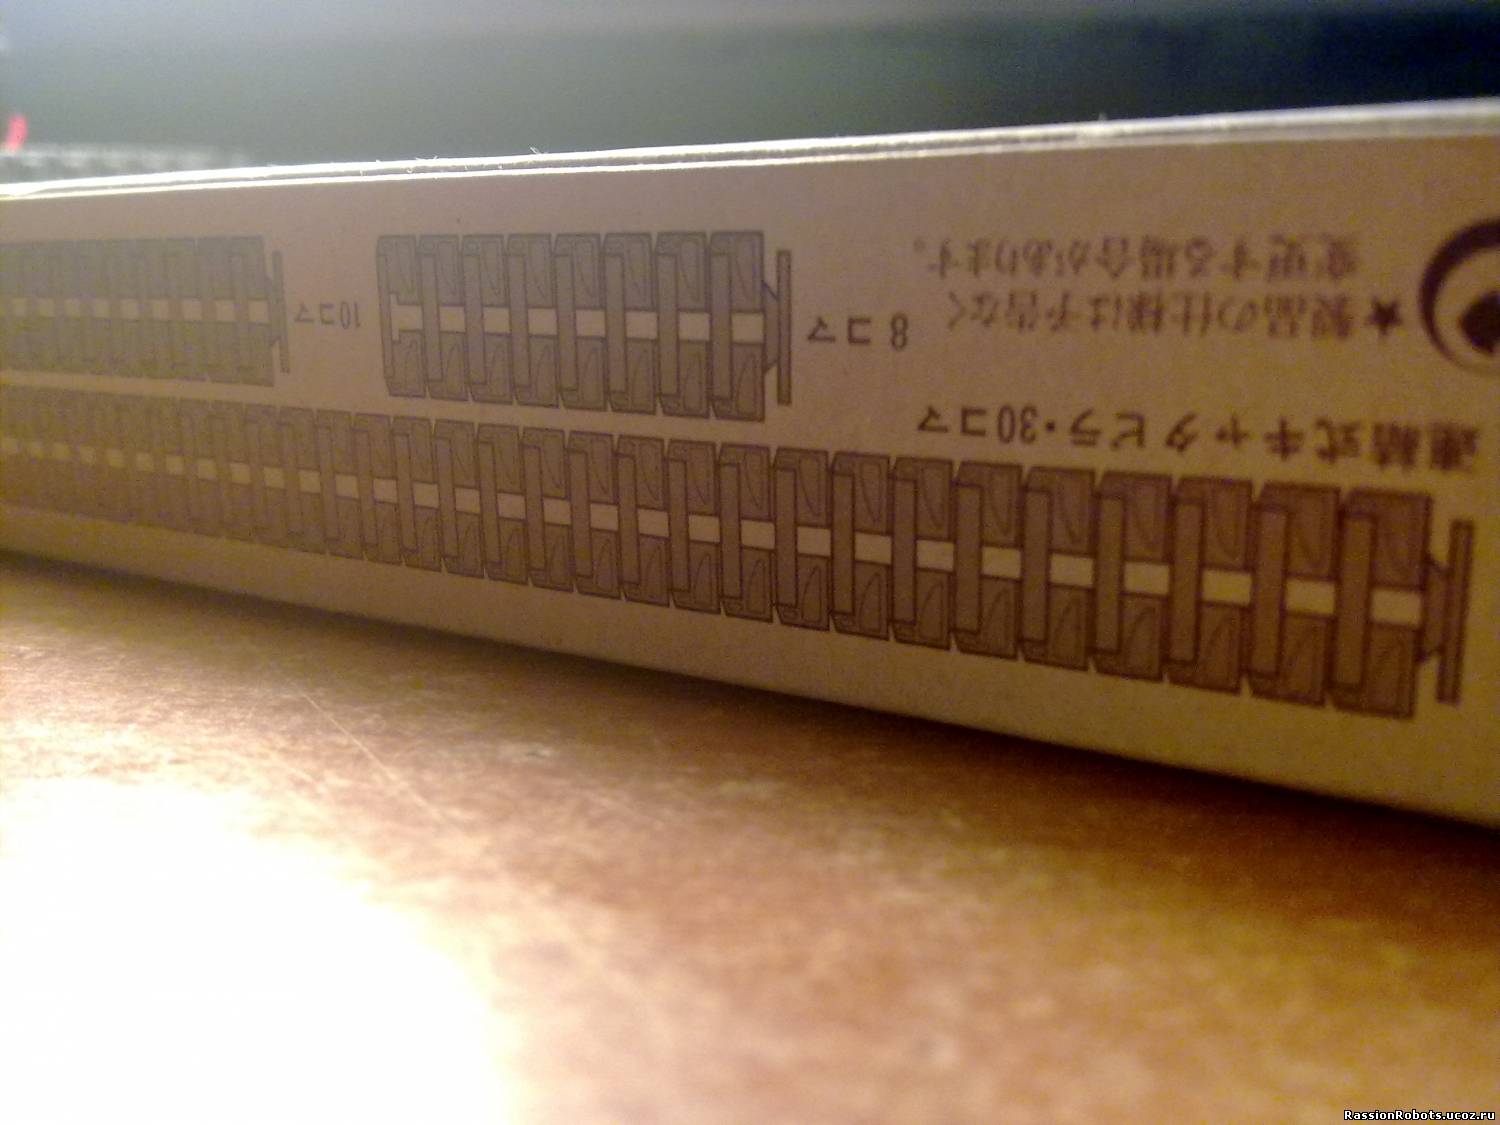 連結式キャタピラ・30コマ
★製品の仕様は予告なく
変更する場合があります。
8コマ
10コマ
RassionRobots.ucoz.ru